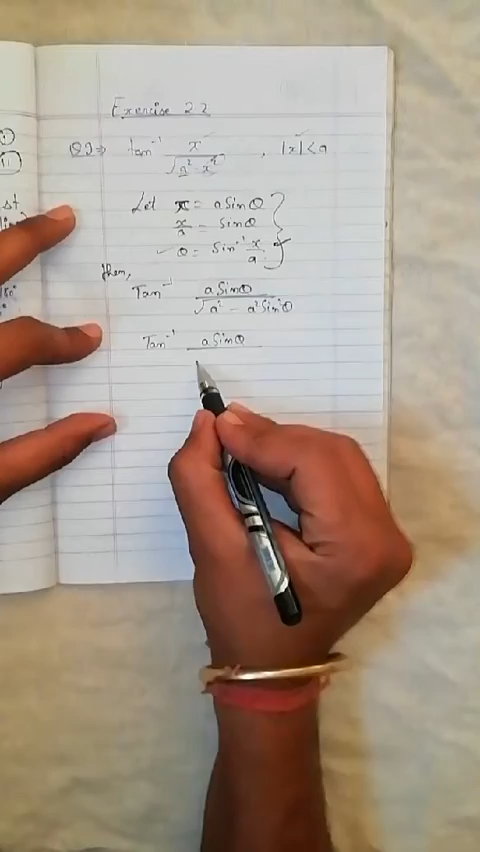 Exercise 2.2
Q9⇒ tan⁻¹ x/√(a² - x²) , |x| < a
Let x = a Sinθ
x/a = Sinθ
θ = Sin⁻¹ x/a
then,
Tan⁻¹ a Sinθ/√(a² - a² Sin²θ)
Tan⁻¹ a Sinθ